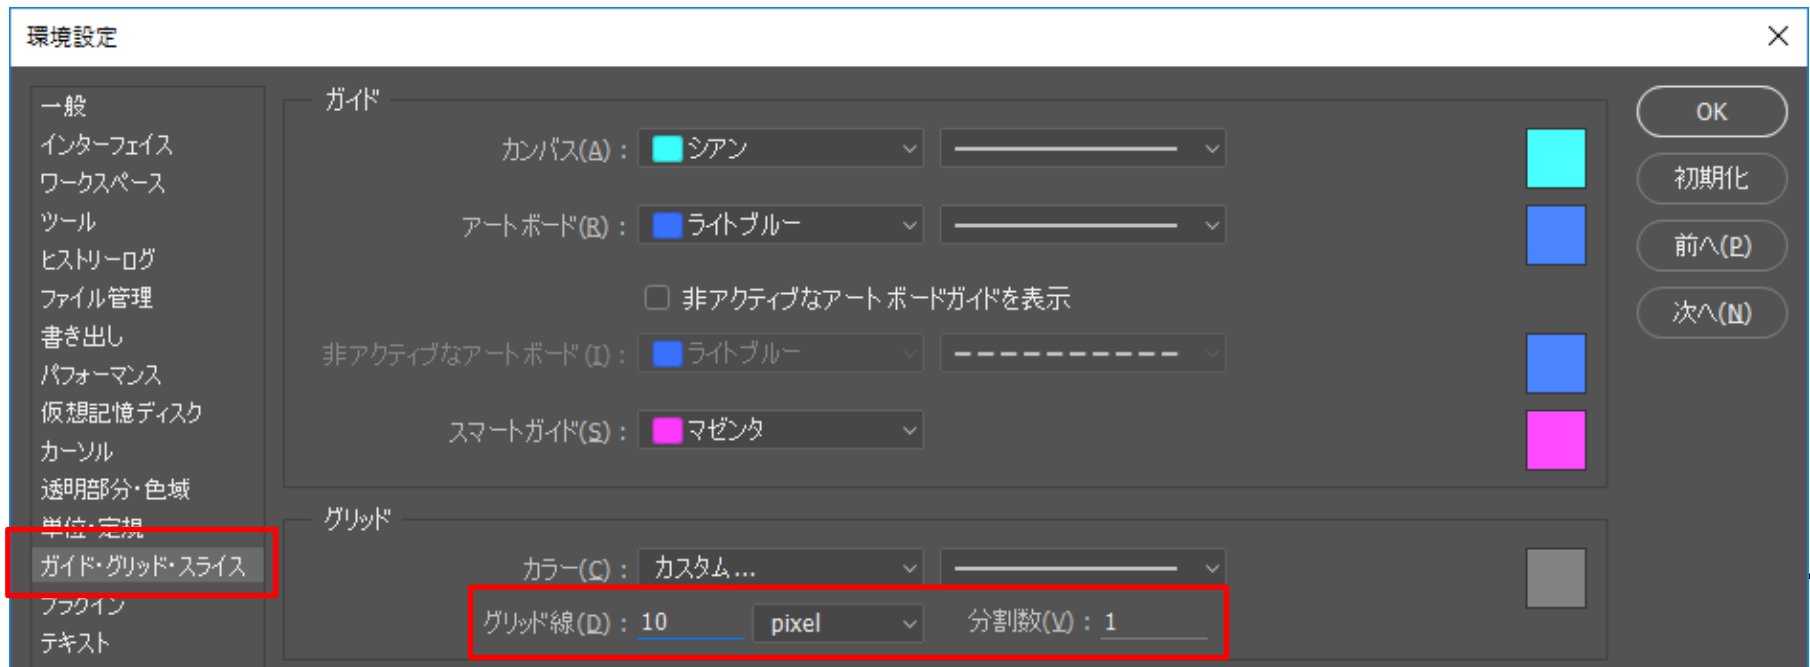 環境設定
一般
インターフェイス
ワークスペース
ツール
ヒストリーログ
ファイル管理
書き出し
パフォーマンス
仮想記憶ディスク
カーソル
透明部分・色域
単位・定規
ガイド・グリッド・スライス
プラグイン
テキスト
ガイド
カンバス(A)： シアン
アートボード(R)： ライトブルー
非アクティブなアートボードガイドを表示
非アクティブなアートボード(I)： ライトブルー
スマートガイド(S)： マゼンタ
グリッド
カラー(C)： カスタム...
グリッド線(D)： 10 pixel 分割数(V)： 1
OK
初期化
前へ(P)
次へ(N)